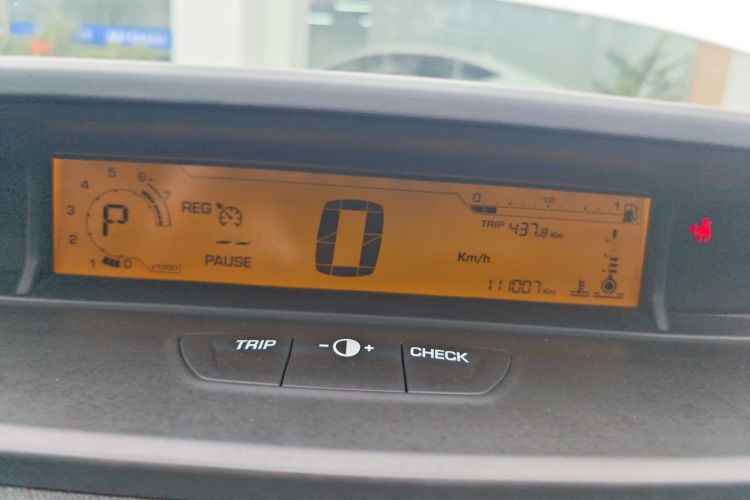 5 6 7
4
3
2
1 0 x1000
P
REG
--
PAUSE
0
Km/h
0 1/2 1
TRIP 437.8 Km
111007 Km
TRIP
- +
CHECK